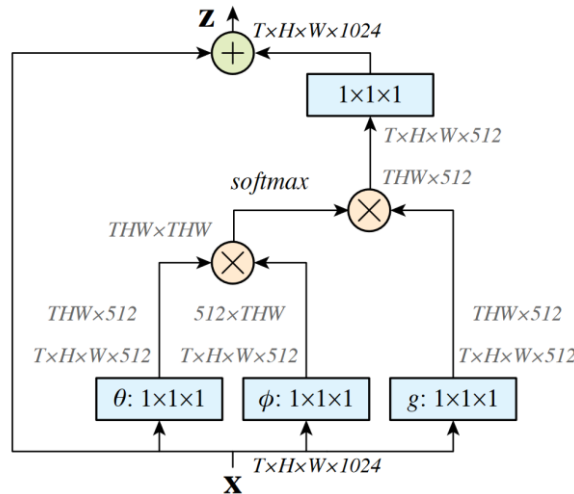 z T×H×W×1024
+
1×1×1
T×H×W×512
softmax THW×512
×
THW×THW
×
THW×512 512×THW THW×512
T×H×W×512 T×H×W×512 T×H×W×512
θ: 1×1×1 ϕ: 1×1×1 g: 1×1×1
x T×H×W×1024